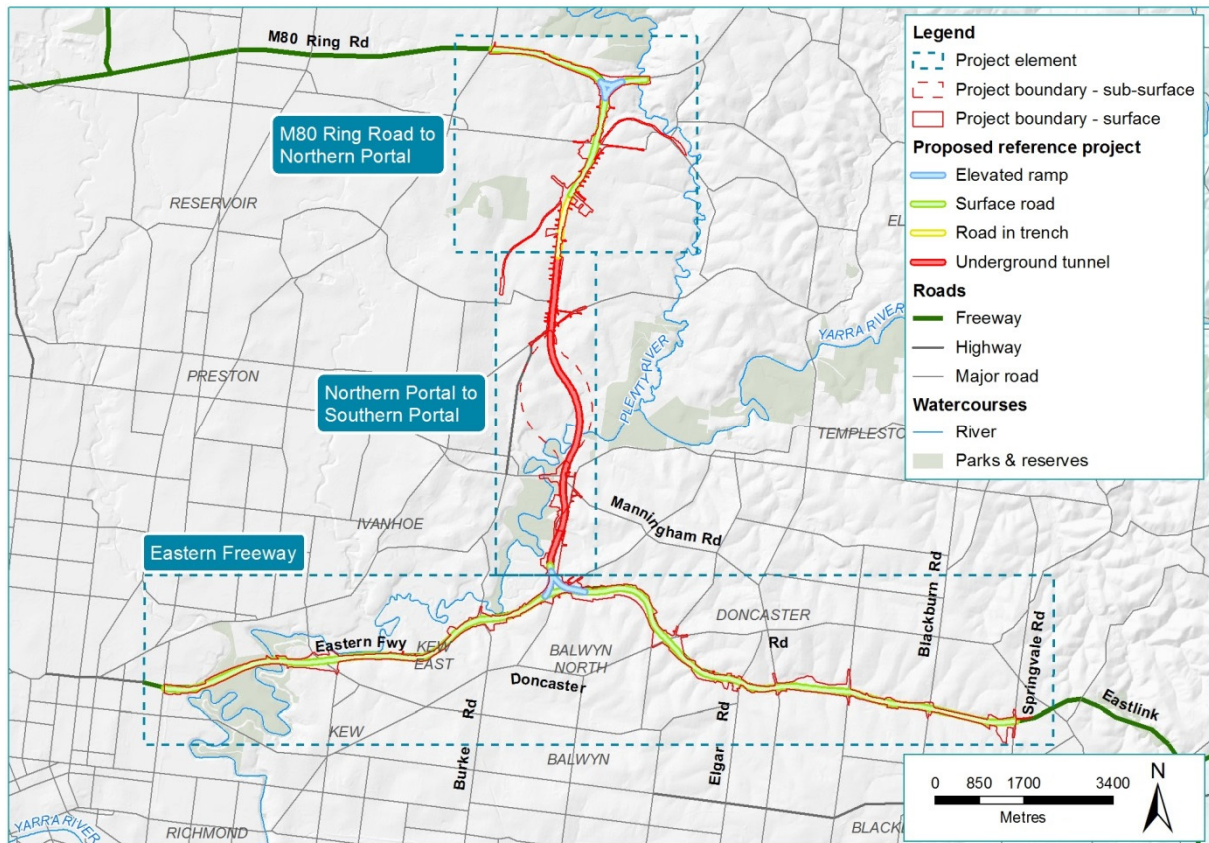 M80 Ring Rd
M80 Ring Road to
Northern Portal
RESERVOIR
EL
YARRA RIVER
PLENTY RIVER
PRESTON
Northern Portal to
Southern Portal
TEMPLESTO
IVANHOE
Manningham Rd
Eastern Freeway
Blackburn Rd
Springvale Rd
DONCASTER
Eastern Fwy
KEW
EAST
BALWYN
NORTH
Doncaster Rd
Eastlink
KEW
Burke Rd
Elgar Rd
BALWYN
RICHMOND
YARRA RIVER
BLACKB
Legend
Project element
Project boundary - sub-surface
Project boundary - surface
Proposed reference project
Elevated ramp
Surface road
Road in trench
Underground tunnel
Roads
Freeway
Highway
Major road
Watercourses
River
Parks & reserves
0 850 1700 3400
Metres
N